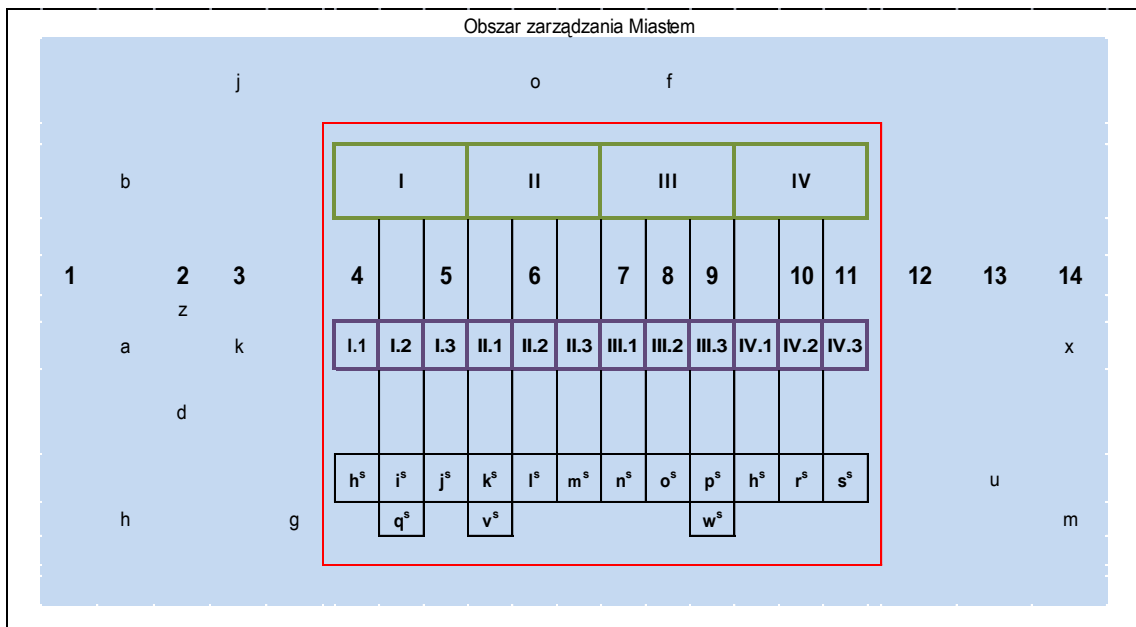 Obszar zarządzania Miastem
j o f
b I II III IV
1 2 3 4 5 6 7 8 9 10 11 12 13 14
z
a k I.1 I.2 I.3 II.1 II.2 II.3 III.1 III.2 III.3 IV.1 IV.2 IV.3 x
d
hˢ iˢ jˢ kˢ lˢ mˢ nˢ oˢ pˢ hˢ rˢ sˢ u
h g qˢ vˢ wˢ m